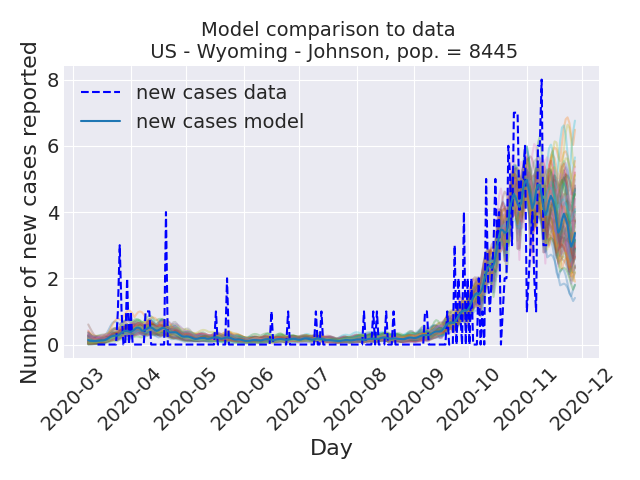 Model comparison to data
US - Wyoming - Johnson, pop. = 8445
Number of new cases reported
8
6
4
2
0
new cases data
new cases model
2020-03
2020-04
2020-05
2020-06
2020-07
2020-08
2020-09
2020-10
2020-11
2020-12
Day